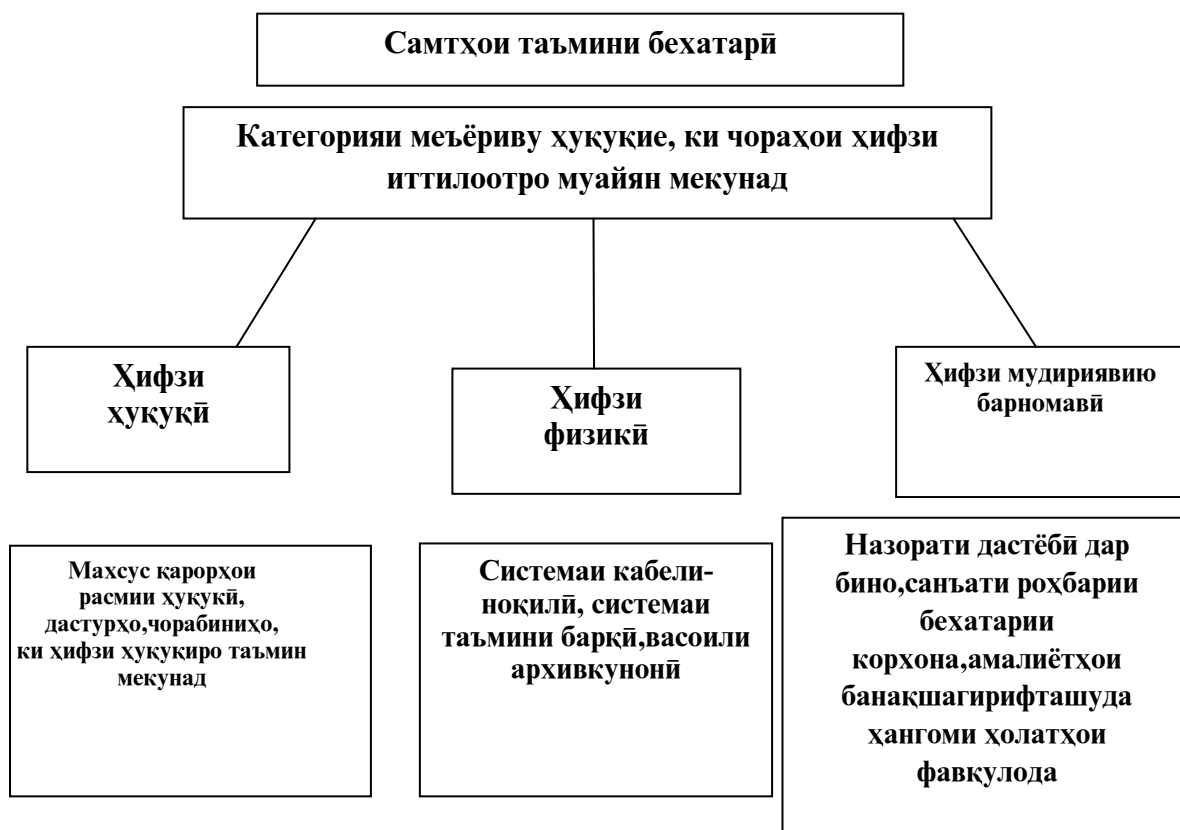 Самтҳои таъмини бехатарӣ
Категорияи меъёриву ҳуқуқие, ки чораҳои ҳифзи
иттилоотро муайян мекунад
Ҳифзи
ҳуқуқӣ
Ҳифзи
физикӣ
Ҳифзи мудириявию
барномавӣ
Махсус қарорҳои
расмии ҳуқукӣ,
дастурҳо,чорабиниҳо,
ки ҳифзи ҳуқуқиро таъмин
мекунад
Системаи кабели-
ноқилӣ, системаи
таъмини барқӣ,васоили
архивкунонӣ
Назорати дастёбӣ дар
бино,санъати роҳбарии
бехатарии
корхона,амалиётҳои
банақшагирифташуда
ҳангоми ҳолатҳои
фавқулода